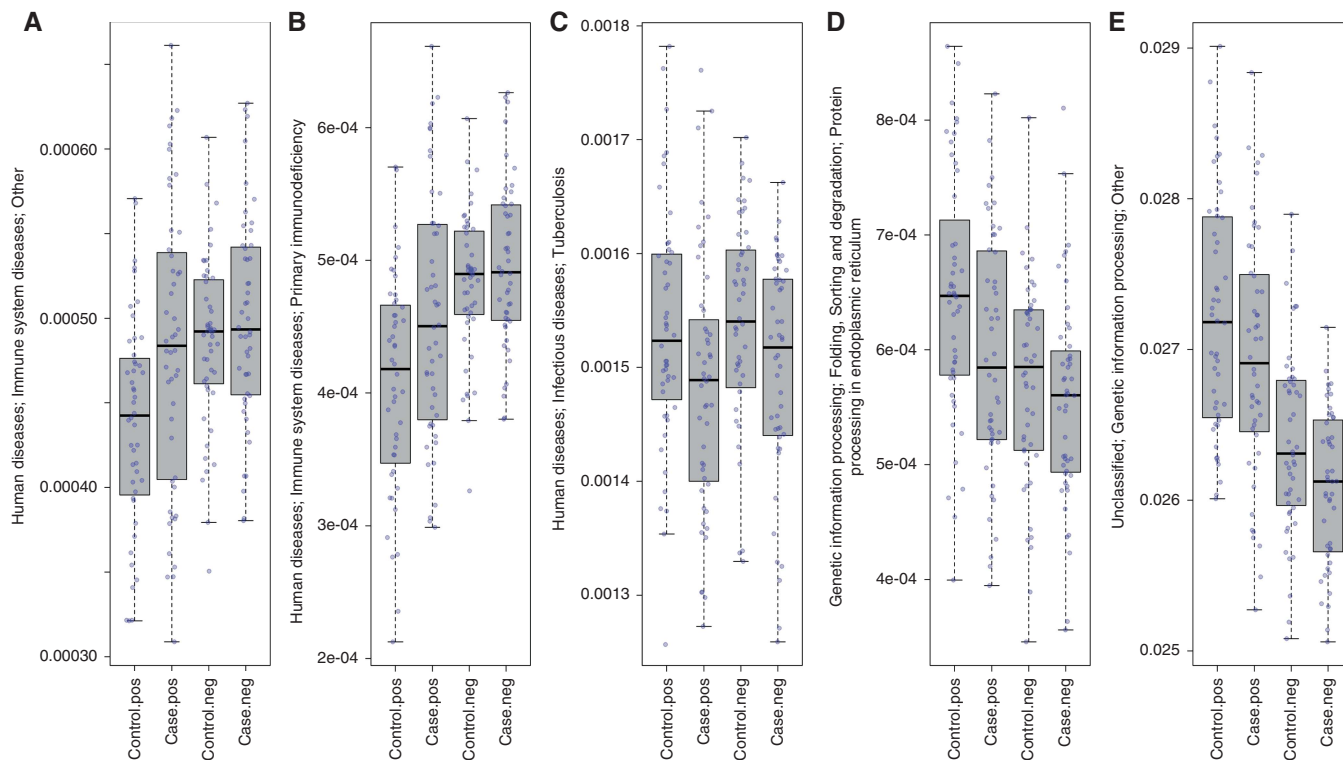 A
Human diseases; Immune system diseases; Other
0.00060
0.00050
0.00040
0.00030
Control.pos
Case.pos
Control.neg
Case.neg
B
Human diseases; Immune system diseases; Primary immunodeficiency
6e-04
5e-04
4e-04
3e-04
2e-04
Control.pos
Case.pos
Control.neg
Case.neg
C
Human diseases; Infectious diseases; Tuberculosis
0.0018
0.0017
0.0016
0.0015
0.0014
0.0013
Control.pos
Case.pos
Control.neg
Case.neg
D
Genetic information processing; Folding, Sorting and degradation; Protein
processing in endoplasmic reticulum
8e-04
7e-04
6e-04
5e-04
4e-04
Control.pos
Case.pos
Control.neg
Case.neg
E
Unclassified; Genetic information processing; Other
0.029
0.028
0.027
0.026
0.025
Control.pos
Case.pos
Control.neg
Case.neg